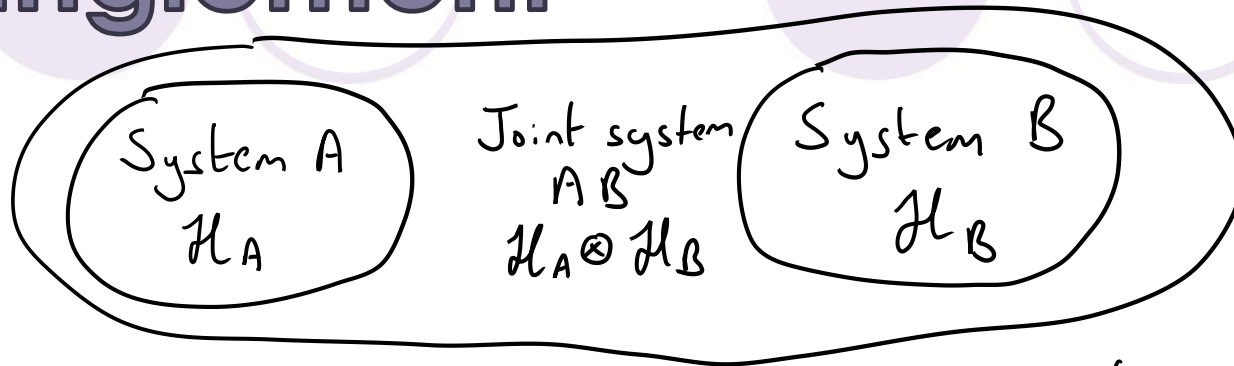 System A
ℋ_A
Joint system
AB
ℋ_A ⊗ ℋ_B
System B
ℋ_B